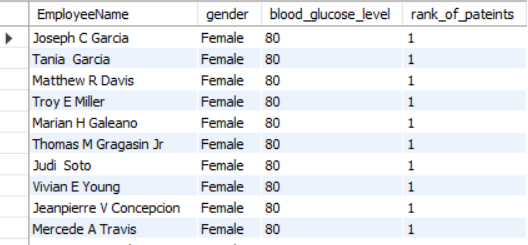 EmployeeName gender blood_glucose_level rank_of_pateints
Joseph C Garcia Female 80 1
Tania Garcia Female 80 1
Matthew R Davis Female 80 1
Troy E Miller Female 80 1
Marian H Galeano Female 80 1
Thomas M Gragasin Jr Female 80 1
Judi Soto Female 80 1
Vivian E Young Female 80 1
Jeanpierre V Concepcion Female 80 1
Mercede A Travis Female 80 1